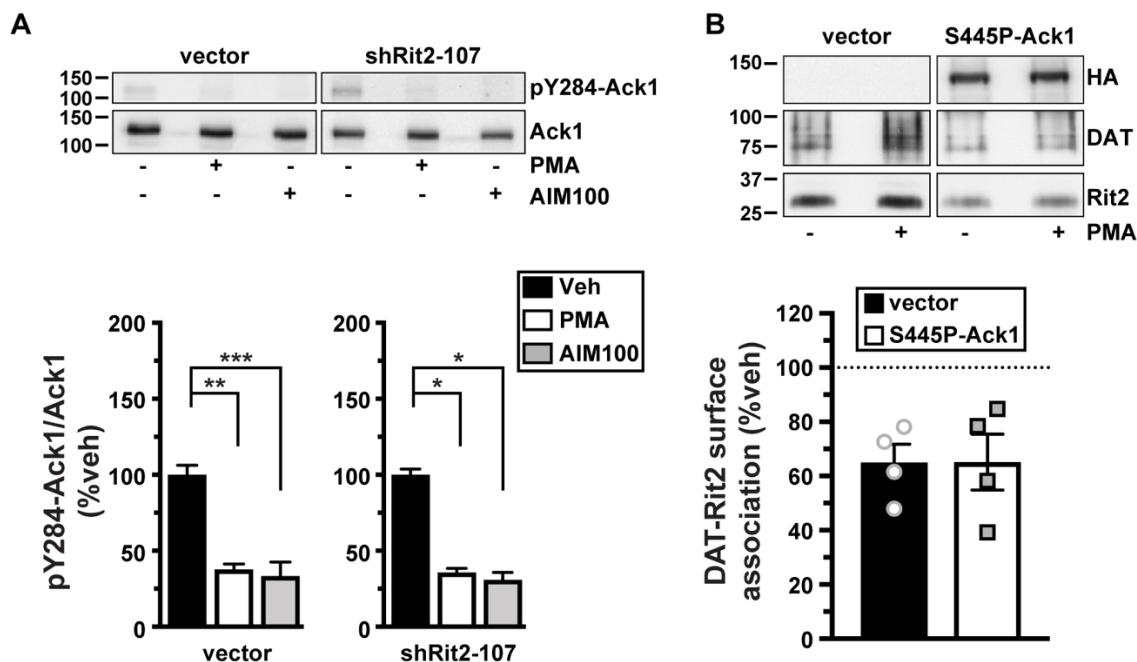 A
vector shRit2-107
150
100
pY284-Ack1
150
100
Ack1
- + - - + - PMA
- - + - - + AIM100
Veh
PMA
AIM100
pY284-Ack1/Ack1
(%veh)
200
150
100
50
0
***
**
vector
200
150
100
50
0
*
*
shRit2-107
B
vector S445P-Ack1
150
HA
100
75
DAT
37
25
Rit2
- + - + PMA
vector
S445P-Ack1
DAT-Rit2 surface
association (%veh)
120
100
80
60
40
20
0